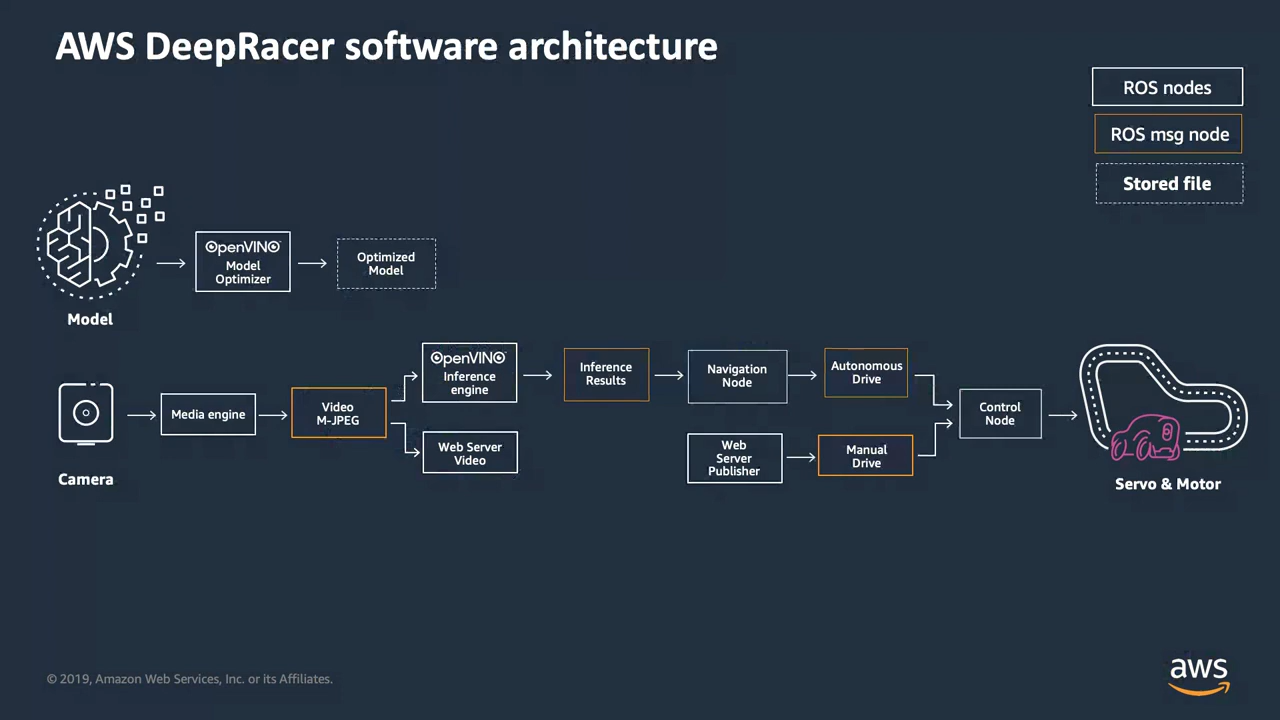 AWS DeepRacer software architecture
ROS nodes
ROS msg node
Stored file
OpenVINO
Model
Optimizer
Optimized
Model
Model
OpenVINO
Inference
engine
Inference
Results
Navigation
Node
Autonomous
Drive
Media engine
Video
M-JPEG
Control
Node
Web Server
Video
Web
Server
Publisher
Manual
Drive
Camera
Servo & Motor
© 2019, Amazon Web Services, Inc. or its Affiliates.
aws